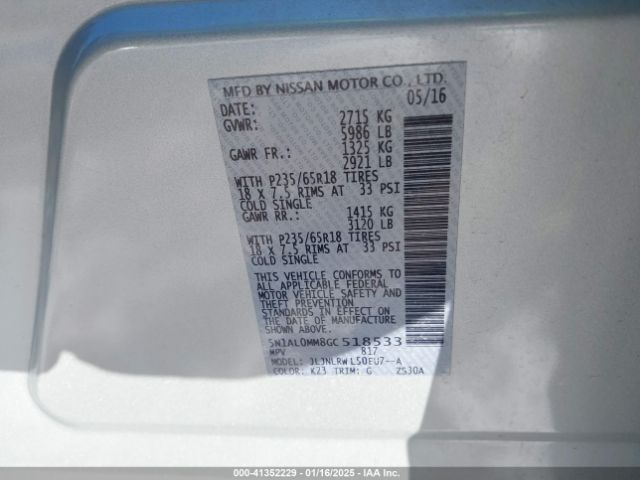 MFD BY NISSAN MOTOR CO., LTD.
DATE: 05/16
GVWR: 2715 KG
5986 LB
GAWR FR.: 1325 KG
2921 LB
WITH P235/65R18 TIRES
18 X 7.5 RIMS AT 33 PSI
COLD SINGLE
GAWR RR.: 1415 KG
3120 LB
WITH P235/65R18 TIRES
18 X 7.5 RIMS AT 33 PSI
COLD SINGLE
THIS VEHICLE CONFORMS TO
ALL APPLICABLE FEDERAL
MOTOR VEHICLE SAFETY AND
THEFT PREVENTION
STANDARDS IN EFFECT ON
THE DATE OF MANUFACTURE
SHOWN ABOVE.
5N1AL0MM8GC518533
MPV 817
MODEL: JLJNLRWL50EU7--A
COLOR: K23 TRIM: G ZS30A
000-41352229 - 01/16/2025 - IAA Inc.